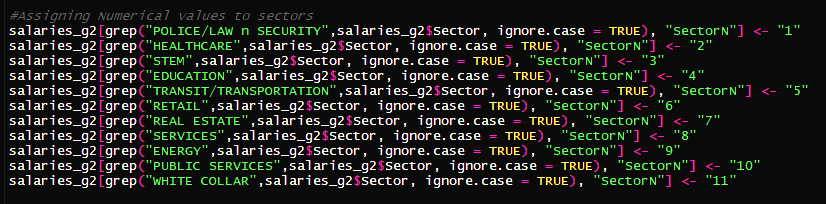 #Assigning Numerical values to sectors
salaries_g2[grep("POLICE/LAW n SECURITY",salaries_g2$Sector, ignore.case = TRUE), "SectorN"] <- "1"
salaries_g2[grep("HEALTHCARE",salaries_g2$Sector, ignore.case = TRUE), "SectorN"] <- "2"
salaries_g2[grep("STEM",salaries_g2$Sector, ignore.case = TRUE), "SectorN"] <- "3"
salaries_g2[grep("EDUCATION",salaries_g2$Sector, ignore.case = TRUE), "SectorN"] <- "4"
salaries_g2[grep("TRANSIT/TRANSPORTATION",salaries_g2$Sector, ignore.case = TRUE), "SectorN"] <- "5"
salaries_g2[grep("RETAIL",salaries_g2$Sector, ignore.case = TRUE), "SectorN"] <- "6"
salaries_g2[grep("REAL ESTATE",salaries_g2$Sector, ignore.case = TRUE), "SectorN"] <- "7"
salaries_g2[grep("SERVICES",salaries_g2$Sector, ignore.case = TRUE), "SectorN"] <- "8"
salaries_g2[grep("ENERGY",salaries_g2$Sector, ignore.case = TRUE), "SectorN"] <- "9"
salaries_g2[grep("PUBLIC SERVICES",salaries_g2$Sector, ignore.case = TRUE), "SectorN"] <- "10"
salaries_g2[grep("WHITE COLLAR",salaries_g2$Sector, ignore.case = TRUE), "SectorN"] <- "11"